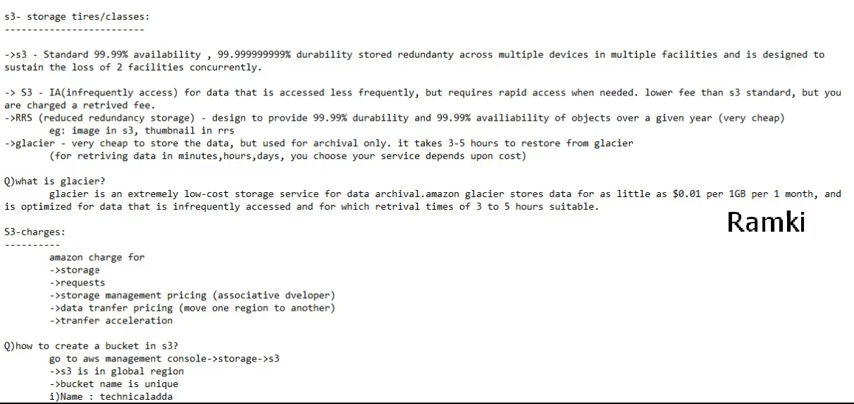 s3- storage tires/classes:
-------------------------
->s3 - Standard 99.99% availability , 99.999999999% durability stored redundanty across multiple devices in multiple facilities and is designed to
sustain the loss of 2 facilities concurrently.
-> S3 - IA(infrequently access) for data that is accessed less frequently, but requires rapid access when needed. lower fee than s3 standard, but you
are charged a retrived fee.
->RRS (reduced redundancy storage) - design to provide 99.99% durability and 99.99% availiability of objects over a given year (very cheap)
eg: image in s3, thumbnail in rrs
->glacier - very cheap to store the data, but used for archival only. it takes 3-5 hours to restore from glacier
(for retriving data in minutes,hours,days, you choose your service depends upon cost)
Q)what is glacier?
glacier is an extremely low-cost storage service for data archival.amazon glacier stores data for as little as $0.01 per 1GB per 1 month, and
is optimized for data that is infrequently accessed and for which retrival times of 3 to 5 hours suitable.
Ramki
S3-charges:
----------
amazon charge for
->storage
->requests
->storage management pricing (associative dveloper)
->data tranfer pricing (move one region to another)
->tranfer acceleration
Q)how to create a bucket in s3?
go to aws management console->storage->s3
->s3 is in global region
->bucket name is unique
i)Name : technicaladda